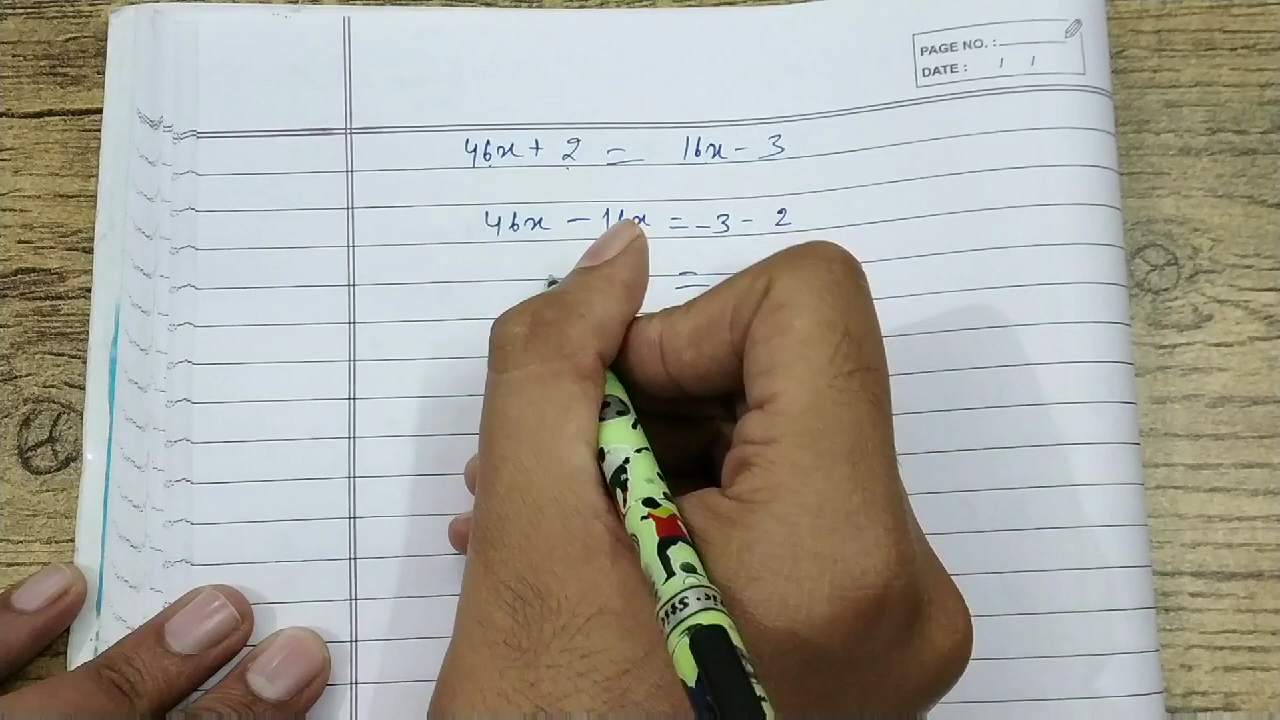 PAGE NO. :
DATE : / /
46x + 2 = 16x - 3
46x - 16x = -3 - 2
=